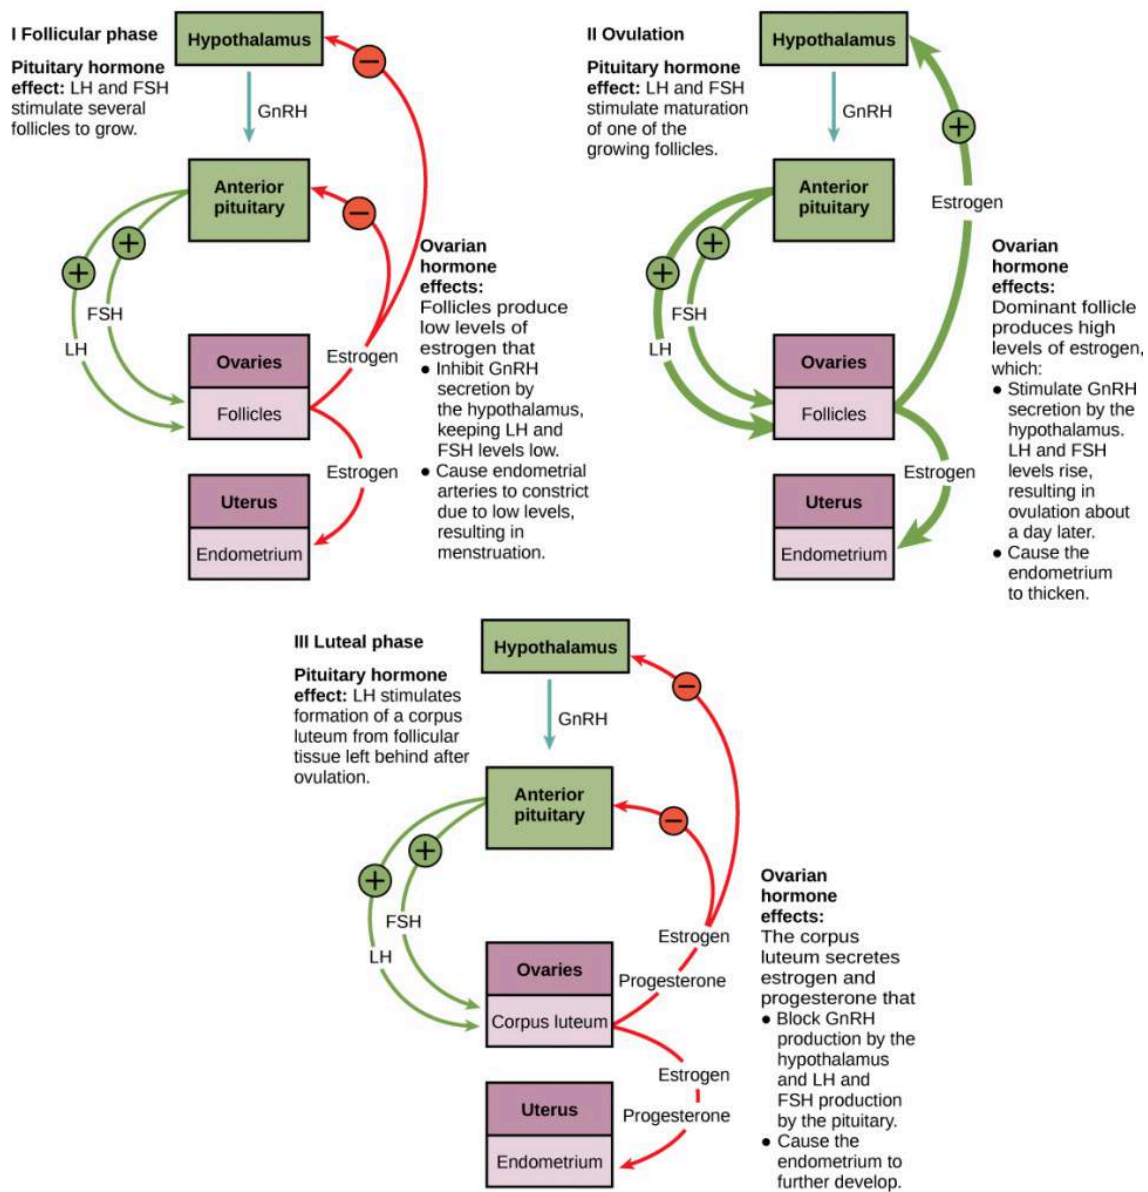 I Follicular phase
Pituitary hormone
effect: LH and FSH
stimulate several
follicles to grow.
Hypothalamus
−
GnRH
Anterior
pituitary
−
+
+
FSH
LH
Ovaries
Follicles
Estrogen
Estrogen
Uterus
Endometrium
Ovarian
hormone
effects:
Follicles produce
low levels of
estrogen that
● Inhibit GnRH
secretion by
the hypothalamus,
keeping LH and
FSH levels low.
● Cause endometrial
arteries to constrict
due to low levels,
resulting in
menstruation.
II Ovulation
Pituitary hormone
effect: LH and FSH
stimulate maturation
of one of the
growing follicles.
Hypothalamus
+
GnRH
Anterior
pituitary
Estrogen
+
+
FSH
LH
Ovaries
Follicles
Estrogen
Uterus
Endometrium
Ovarian
hormone
effects:
Dominant follicle
produces high
levels of estrogen,
which:
● Stimulate GnRH
secretion by the
hypothalamus.
LH and FSH
levels rise,
resulting in
ovulation about
a day later.
● Cause the
endometrium
to thicken.
III Luteal phase
Pituitary hormone
effect: LH stimulates
formation of a corpus
luteum from follicular
tissue left behind after
ovulation.
Hypothalamus
−
GnRH
Anterior
pituitary
−
+
+
FSH
LH
Estrogen
Progesterone
Ovaries
Corpus luteum
Estrogen
Progesterone
Uterus
Endometrium
Ovarian
hormone
effects:
The corpus
luteum secretes
estrogen and
progesterone that
● Block GnRH
production by the
hypothalamus
and LH and
FSH production
by the pituitary.
● Cause the
endometrium to
further develop.